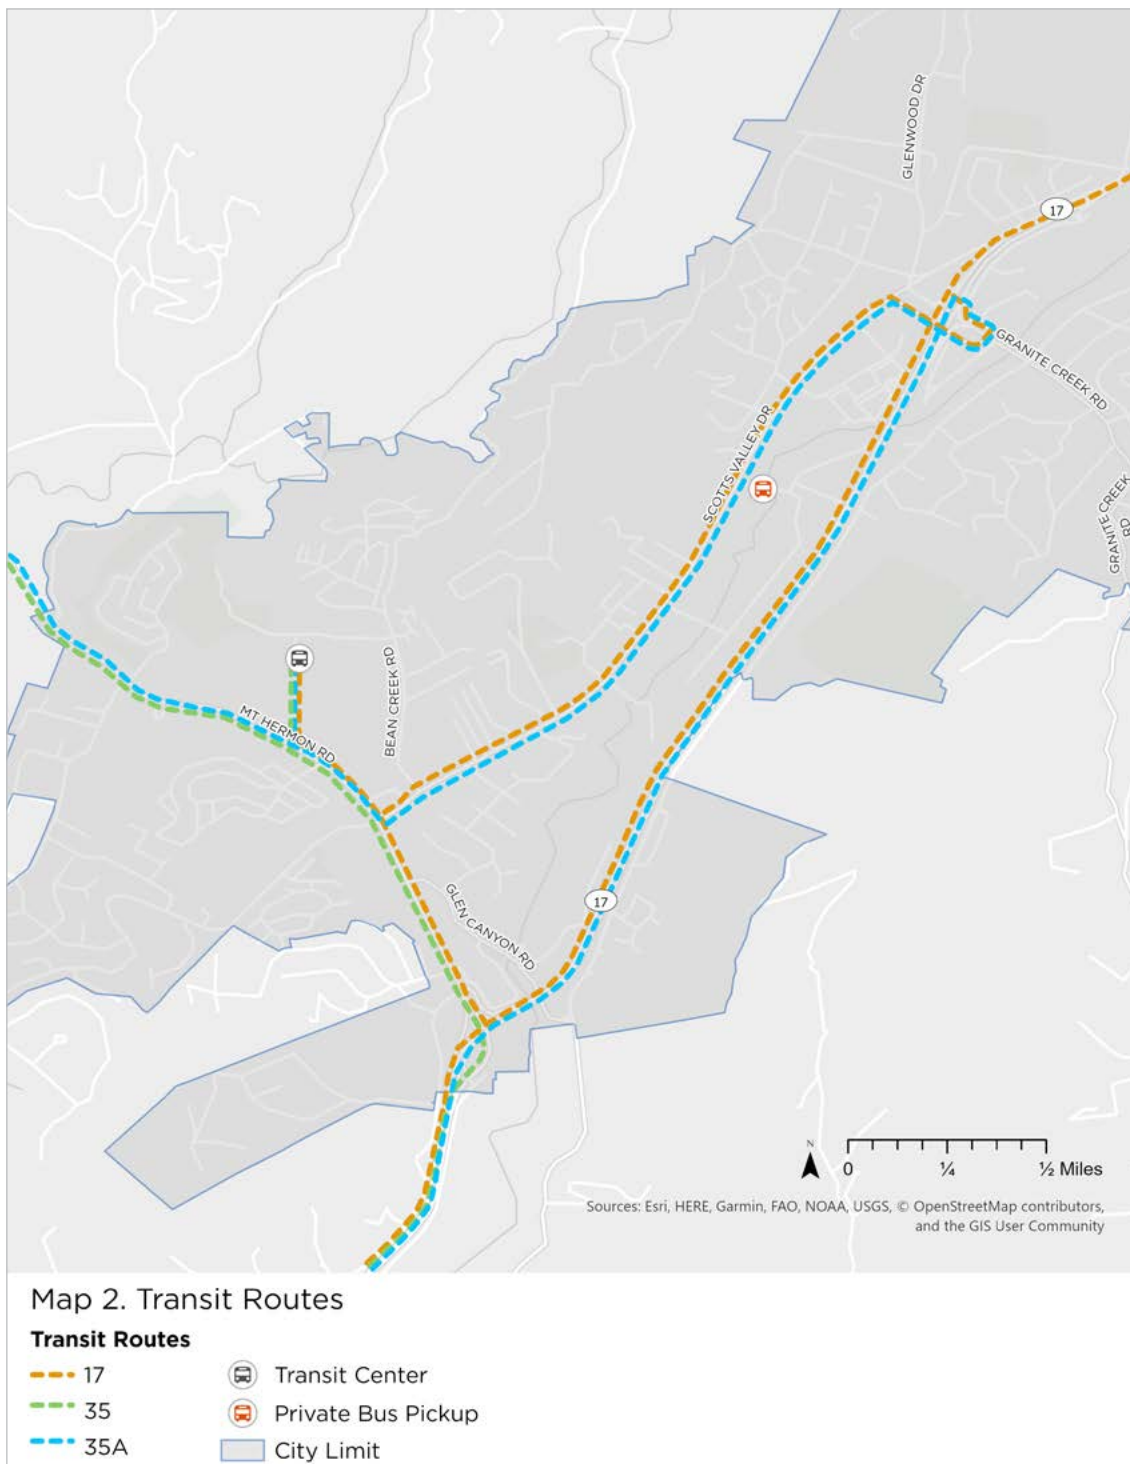 GLENWOOD DR
17
GRANITE CREEK RD
SCOTTS VALLEY DR
GRANITE CREEK
RD
BEAN CREEK RD
MT HERMON RD
GLEN CANYON RD
17
N
0 ¼ ½ Miles
Sources: Esri, HERE, Garmin, FAO, NOAA, USGS, © OpenStreetMap contributors,
and the GIS User Community
Map 2. Transit Routes
Transit Routes
17
35
35A
Transit Center
Private Bus Pickup
City Limit